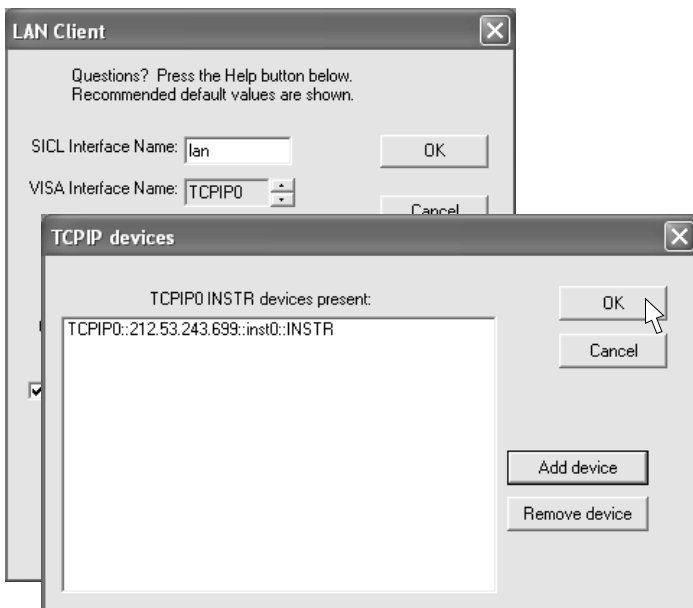 LAN Client
Questions? Press the Help button below.
Recommended default values are shown.
SICL Interface Name: lan
OK
VISA Interface Name: TCPIP0
Cancel
TCPIP devices
TCPIP0 INSTR devices present:
OK
TCPIP0::212.53.243.699::inst0::INSTR
Cancel
Add device
Remove device